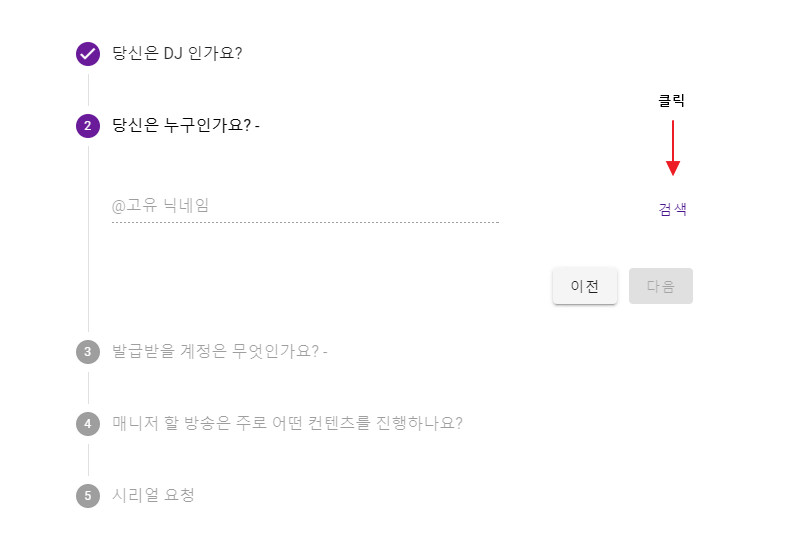 당신은 DJ 인가요?
클릭
2 당신은 누구인가요? -
@고유 닉네임
검색
이전 다음
3 발급받을 계정은 무엇인가요? -
4 매니저 할 방송은 주로 어떤 컨텐츠를 진행하나요?
5 시리얼 요청